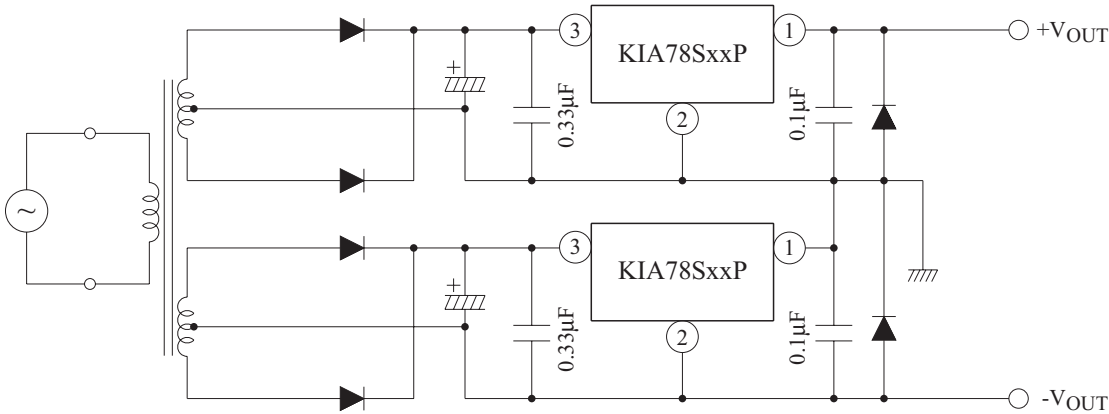 3
KIA78SxxP
1
+VOUT
+
0.33μF
2
0.1μF
~
3
KIA78SxxP
1
+
0.33μF
2
0.1μF
-VOUT